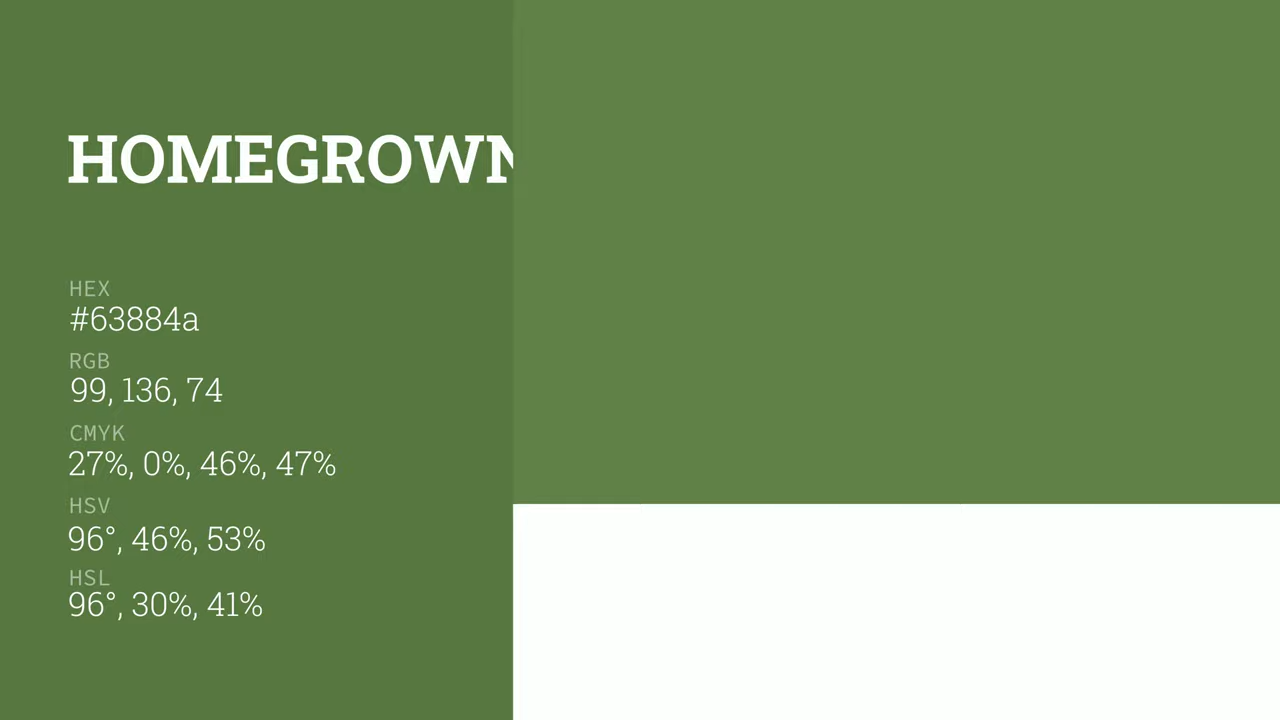 HOMEGROWN
HEX
#63884a
RGB
99, 136, 74
CMYK
27%, 0%, 46%, 47%
HSV
96°, 46%, 53%
HSL
96°, 30%, 41%